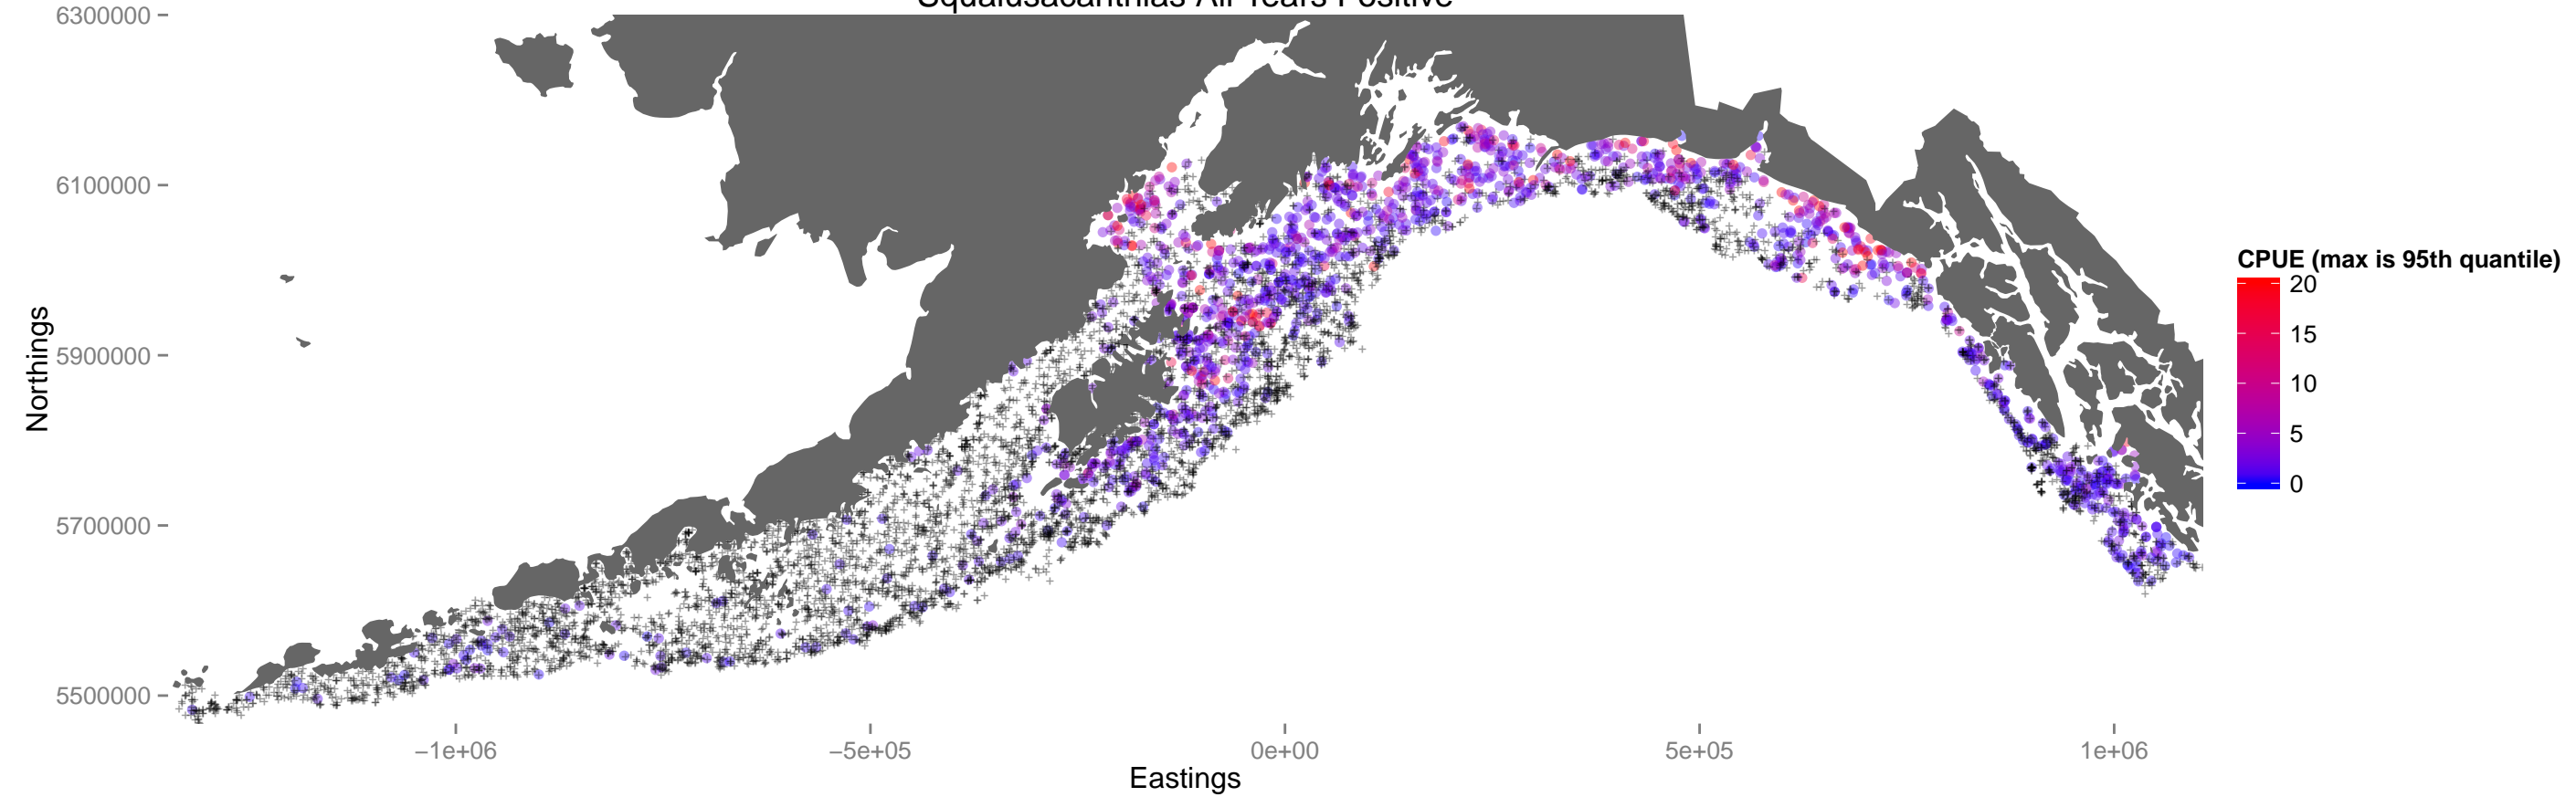 Squalusacanthias All Years Positive
6300000
6100000
5900000
5700000
5500000
Northings
−1e+06
−5e+05
0e+00
5e+05
1e+06
Eastings
CPUE (max is 95th quantile)
20
15
10
5
0